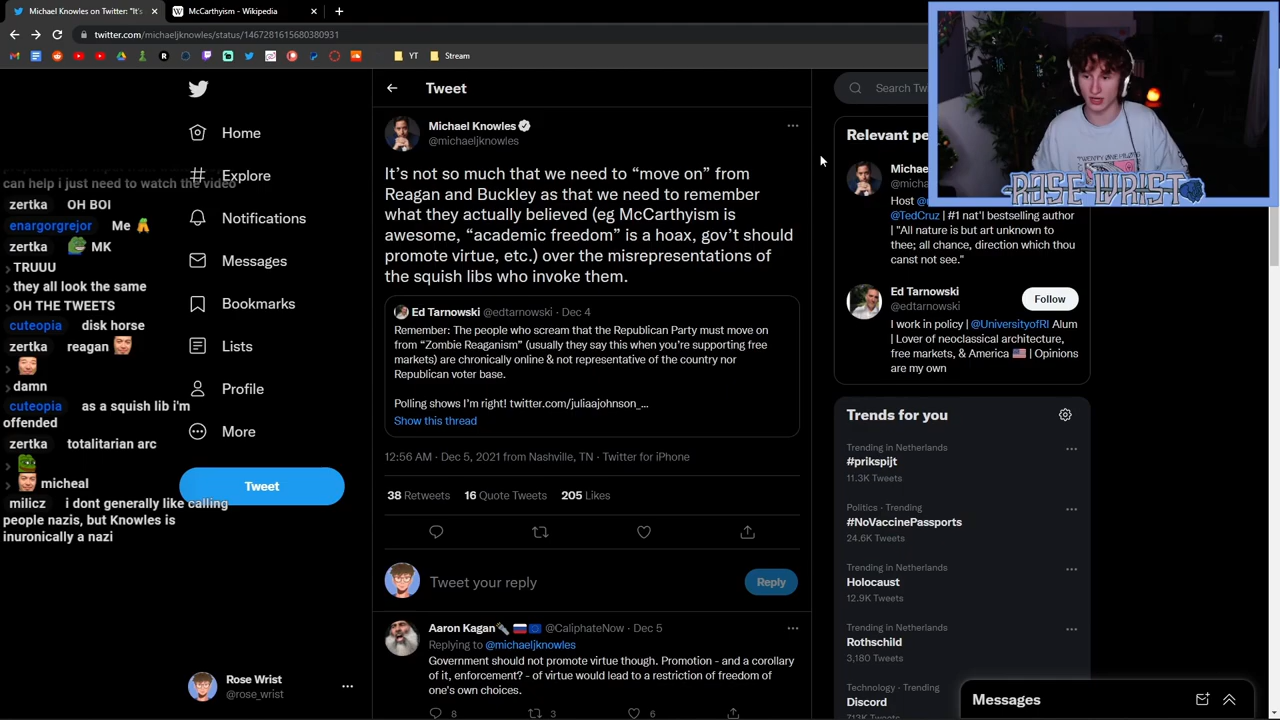 Michael Knowles on Twitter: "It's
McCarthyism - Wikipedia
twitter.com/michaeljknowles/status/1467281615680380931
YT
Stream
can help i just need to watch the video
zertka OH BOI
enargorgrejor Me
zertka MK
TRUUU
they all look the same
OH THE TWEETS
cuteopia disk horse
zertka reagan
damn
cuteopia as a squish lib i'm
offended
zertka totalitarian arc
micheal
milicz i dont generally like calling
people nazis, but Knowles is
inuronically a nazi
Home
Explore
Notifications
Messages
Bookmarks
Lists
Profile
More
Tweet
Rose Wrist
@rose_wrist
Tweet
Michael Knowles
@michaeljknowles
It's not so much that we need to “move on” from
Reagan and Buckley as that we need to remember
what they actually believed (eg McCarthyism is
awesome, “academic freedom” is a hoax, gov't should
promote virtue, etc.) over the misrepresentations of
the squish libs who invoke them.
Ed Tarnowski @edtarnowski · Dec 4
Remember: The people who scream that the Republican Party must move on
from “Zombie Reaganism” (usually they say this when you're supporting free
markets) are chronically online & not representative of the country nor
Republican voter base.
Polling shows I'm right! twitter.com/juliaajohnson_...
Show this thread
12:56 AM · Dec 5, 2021 from Nashville, TN · Twitter for iPhone
38 Retweets 16 Quote Tweets 205 Likes
Tweet your reply
Reply
Aaron Kagan @CaliphateNow · Dec 5
Replying to @michaeljknowles
Government should not promote virtue though. Promotion - and a corollary
of it, enforcement? - of virtue would lead to a restriction of freedom of
one's own choices.
8 3 6
Search Tw
Relevant pe
Michae
@micha
Host @
@TedCruz | #1 nat'l bestselling author
| "All nature is but art unknown to
thee; all chance, direction which thou
canst not see."
Ed Tarnowski
@edtarnowski
Follow
I work in policy | @UniversityofRI Alum
| Lover of neoclassical architecture,
free markets, & America | Opinions
are my own
Trends for you
Trending in Netherlands
#prikspijt
11.3K Tweets
Politics · Trending
#NoVaccinePassports
24.6K Tweets
Trending in Netherlands
Holocaust
12.9K Tweets
Trending in Netherlands
Rothschild
3,180 Tweets
Technology · Trending
Discord
713K Tweets
Messages
TWENTY ONE PILOTS
ROSE WRIST